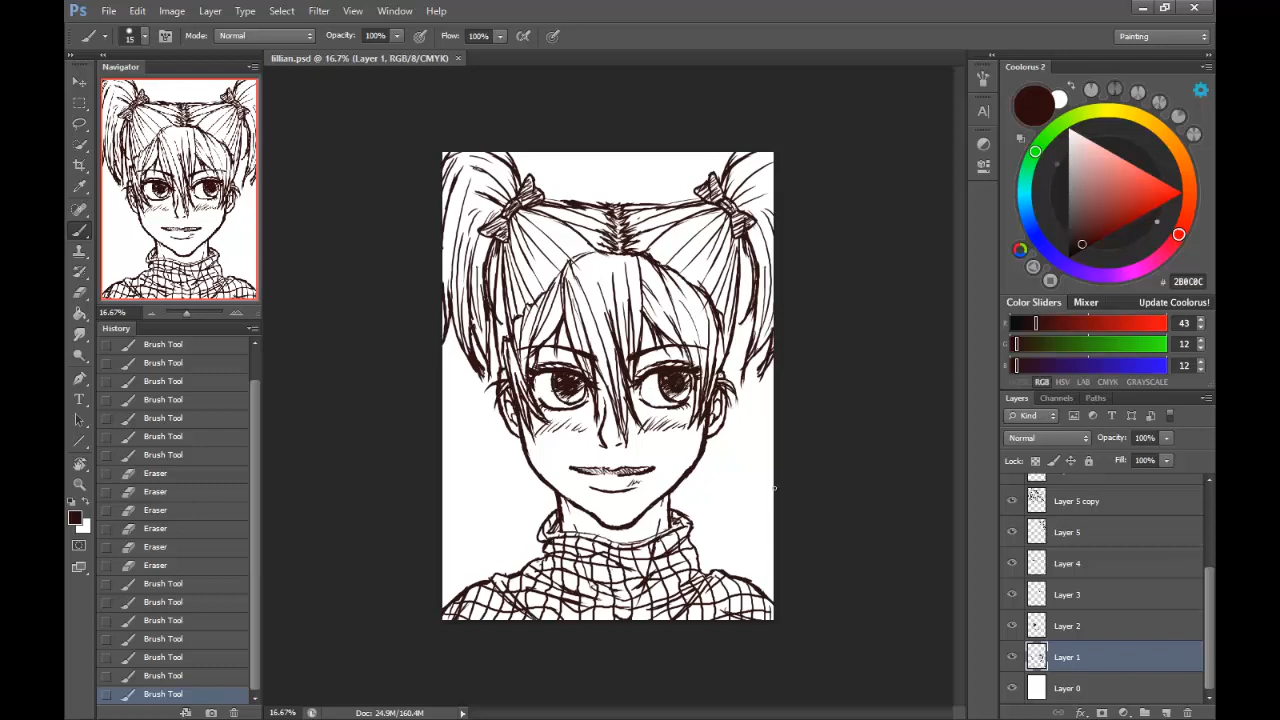 Ps File Edit Image Layer Type Select Filter View Window Help
15 Mode: Normal Opacity: 100% Flow: 100% Painting
Navigator
lillian.psd @ 16.7% (Layer 1, RGB/8/CMYK) ×
Coolorus 2
# 2B0C0C
16.67%
Color Sliders Mixer Update Coolorus!
History
43
Brush Tool
12
Brush Tool
12
Brush Tool
RGB HSV LAB CMYK GRAYSCALE
Brush Tool
Layers Channels Paths
Brush Tool
Kind
Brush Tool
Normal Opacity: 100%
Brush Tool
Lock: Fill: 100%
Eraser
Eraser
Layer 5 copy
Eraser
Eraser
Layer 5
Eraser
Eraser
Layer 4
Brush Tool
Layer 3
Brush Tool
Brush Tool
Layer 2
Brush Tool
Brush Tool
Layer 1
Brush Tool
Brush Tool
Layer 0
16.67% Doc: 24.9M/160.4M